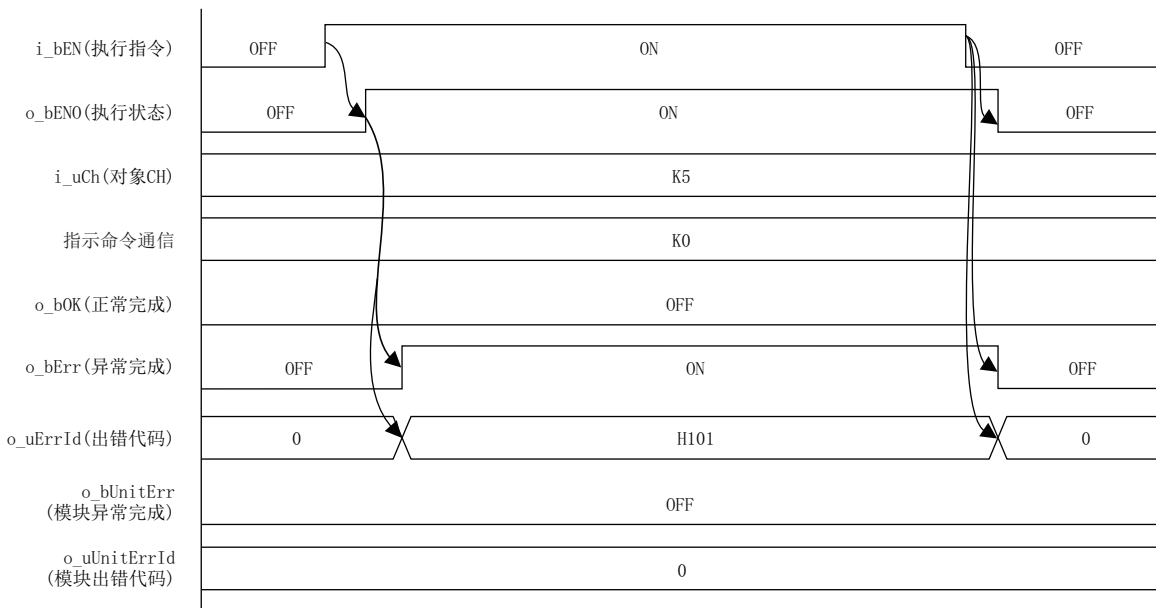 i_bEN(执行指令)
OFF
ON
OFF
o_bENO(执行状态)
OFF
ON
OFF
i_uCh(对象CH)
K5
指示命令通信
K0
o_bOK(正常完成)
OFF
o_bErr(异常完成)
OFF
ON
OFF
o_uErrId(出错代码)
0
H101
0
o_bUnitErr
(模块异常完成)
OFF
o_uUnitErrId
(模块出错代码)
0